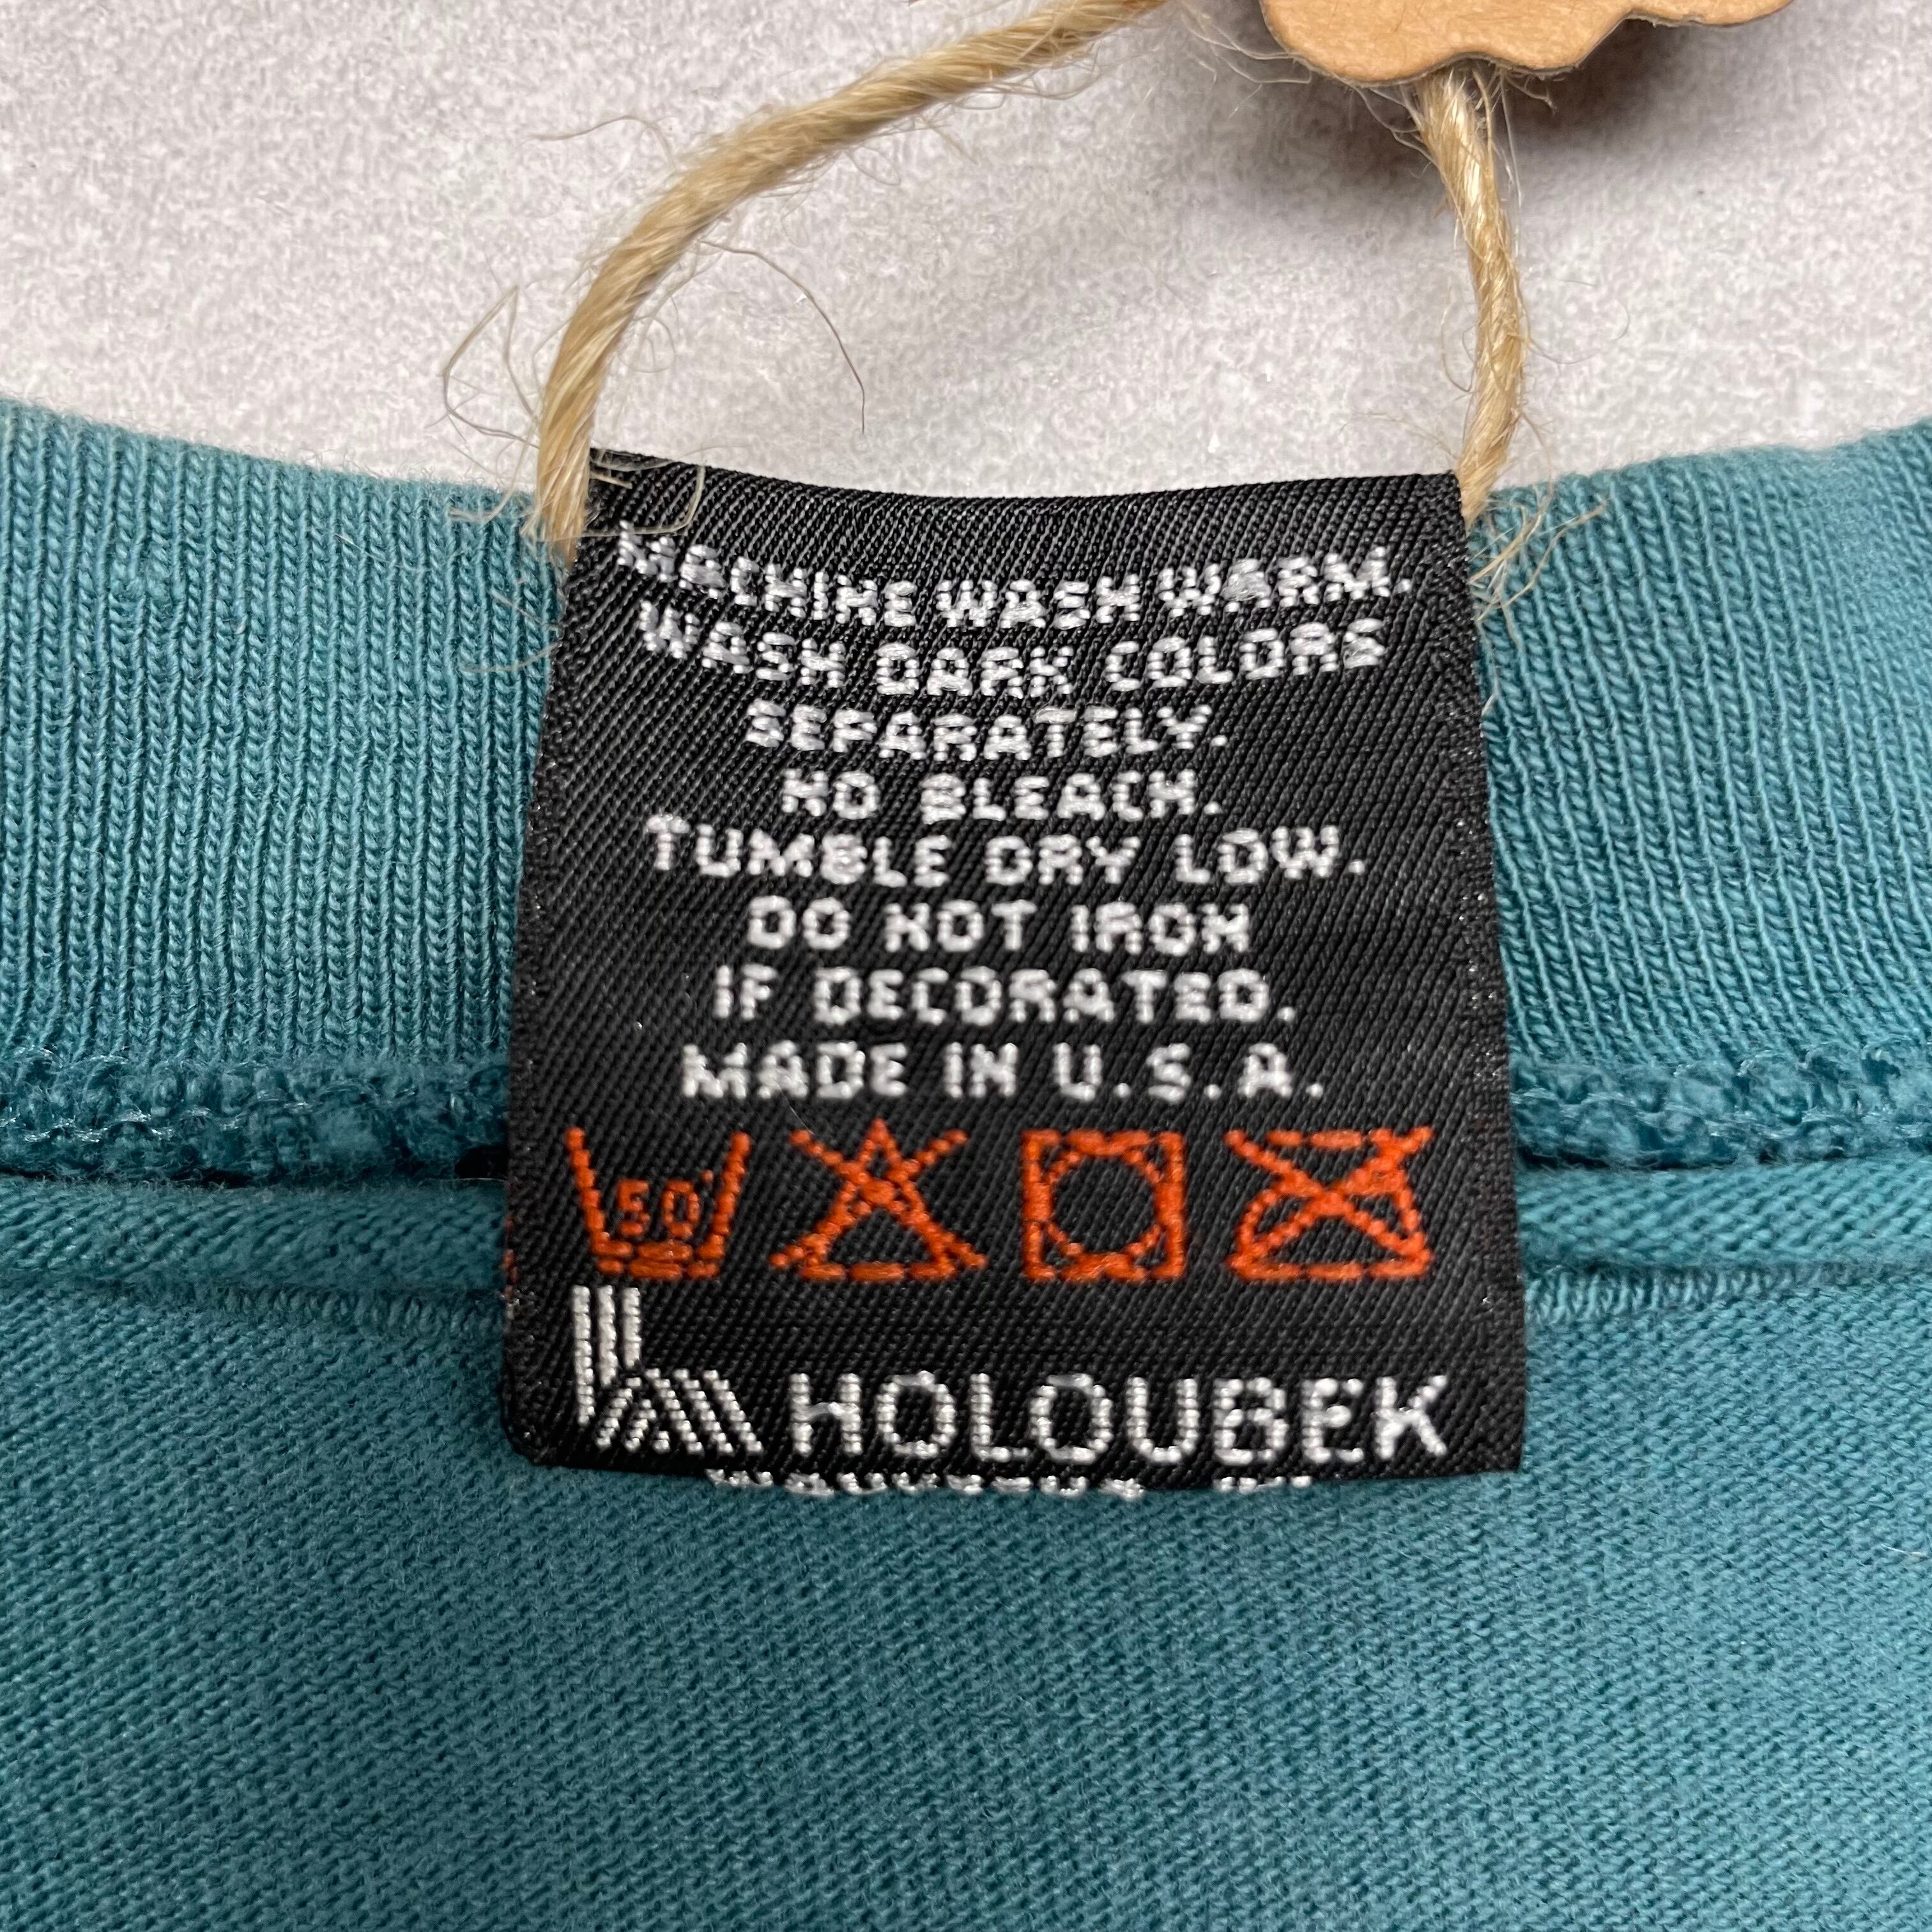 MACHINE WASH WARM.
WASH DARK COLORS
SEPARATELY.
NO BLEACH.
TUMBLE DRY LOW.
DO NOT IRON
IF DECORATED.
MADE IN U.S.A.
50°
HOLOUBEK